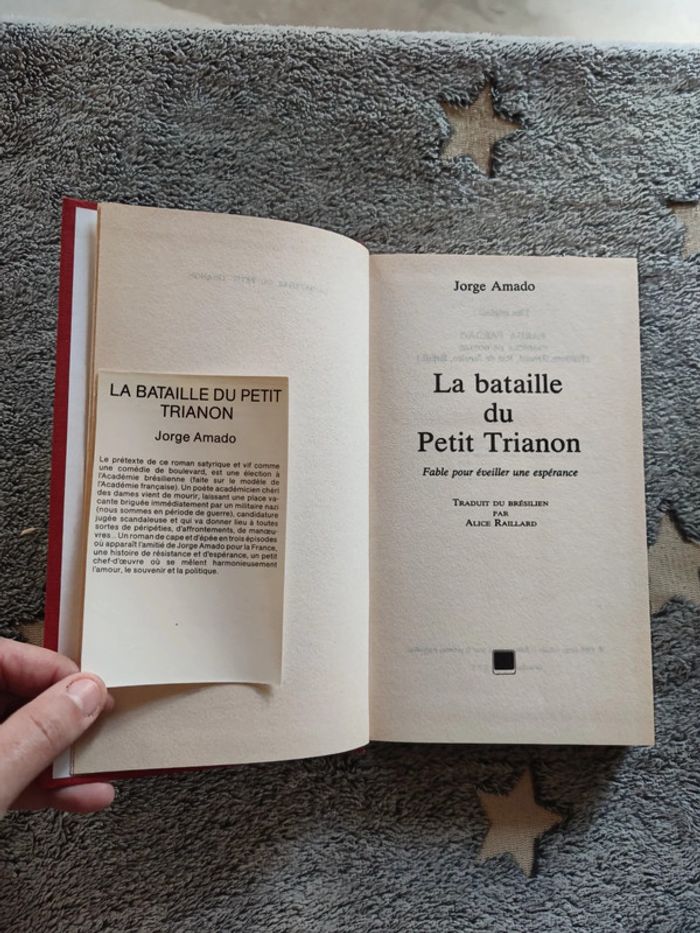 LA BATAILLE DU PETIT
TRIANON
Jorge Amado
Le prétexte de ce roman satyrique et vif comme
une comédie de boulevard, est une élection à
l'Académie brésilienne (faite sur le modèle de
l'Académie française). Un poète académicien chéri
des dames vient de mourir, laissant une place va-
cante briguée immédiatement par un militaire nazi
(nous sommes en période de guerre), candidature
jugée scandaleuse et qui va donner lieu à toutes
sortes de péripéties, d'affrontements, de manœu-
vres... Un roman de cape et d'épée en trois épisodes
où apparaît l'amitié de Jorge Amado pour la France,
une histoire de résistance et d'espérance, un petit
chef-d'œuvre où se mêlent harmonieusement
l'amour, le souvenir et la politique.
Jorge Amado
La bataille
du
Petit Trianon
Fable pour éveiller une espérance
TRADUIT DU BRÉSILIEN
PAR
ALICE RAILLARD